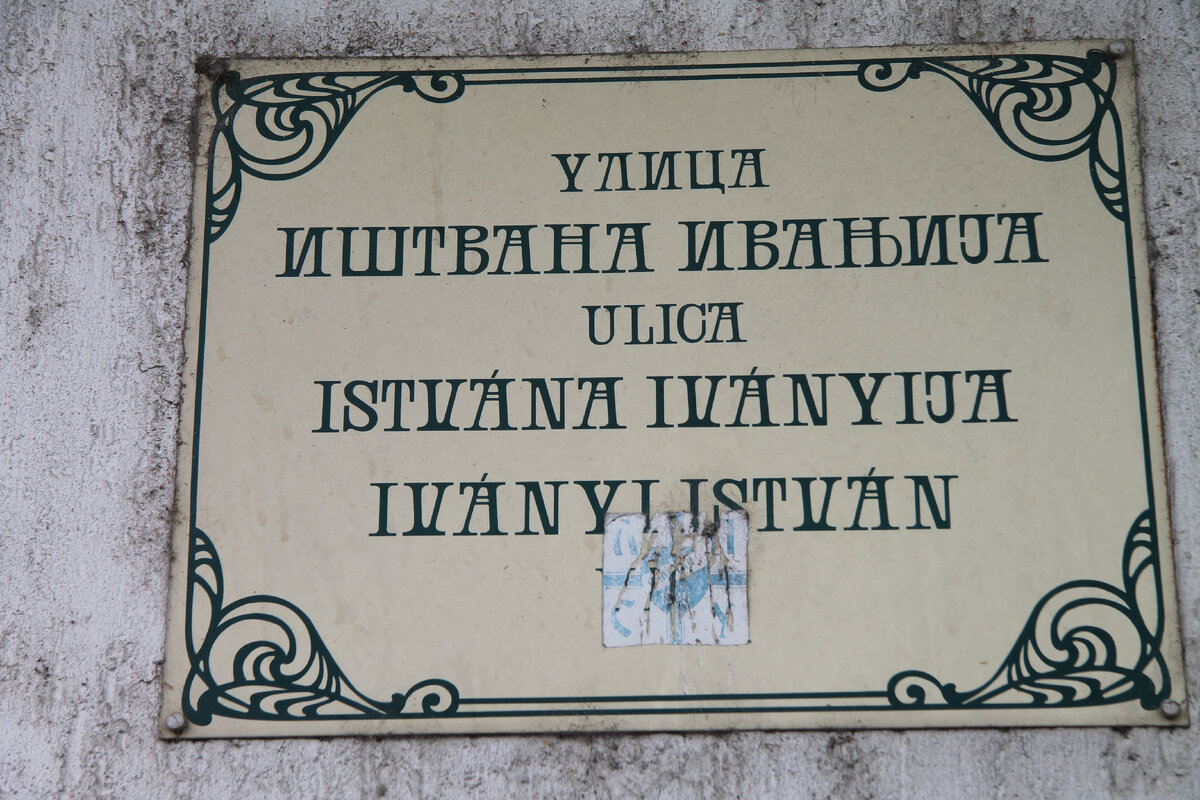 УЛИЦА
ИШТВАНА ИВАЊИЈА
ULICA
ISTVÁNA IVÁNYIJA
IVÁNYI ISTVÁN